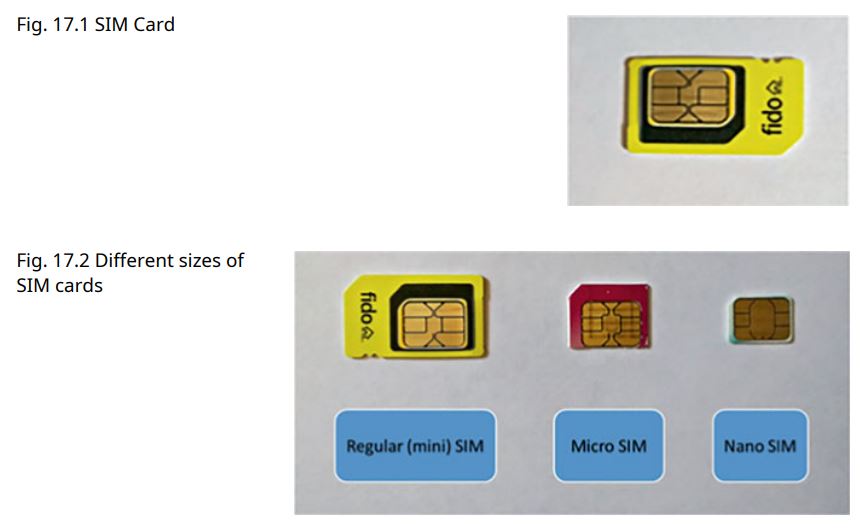 Fig. 17.1 SIM Card
fido
Fig. 17.2 Different sizes of
SIM cards
fido
Regular (mini) SIM
Micro SIM
Nano SIM